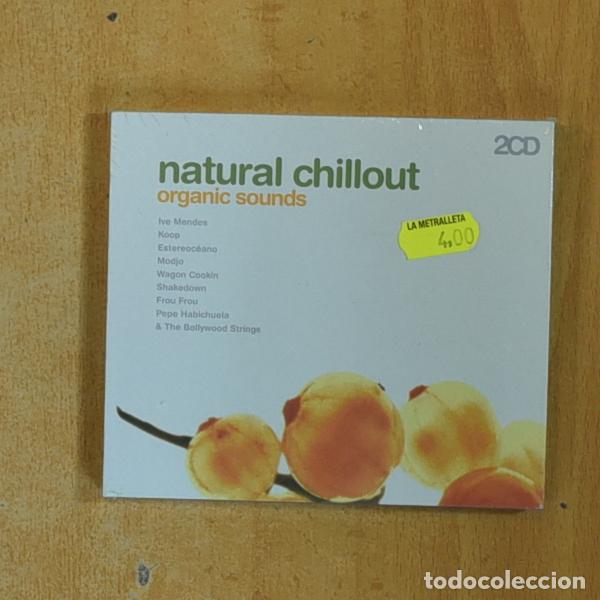 2CD
natural chillout
organic sounds
Ive Mendes
Koop
Estereocéano
Modjo
Wagon Cookin
Shakedown
Frou Frou
Pepe Habichuela
& The Bollywood Strings
LA METRALLETA
4,00
todocoleccion